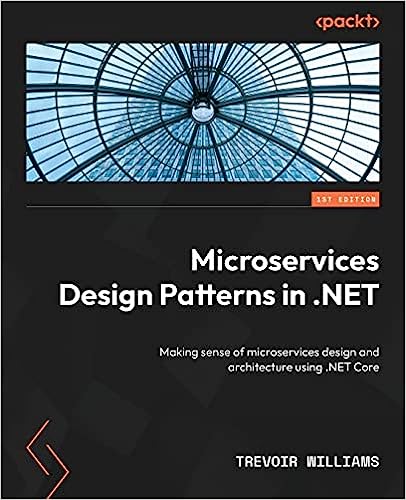 <packt>
1ST EDITION
Microservices
Design Patterns in .NET
Making sense of microservices design and
architecture using .NET Core
TREVOIR WILLIAMS